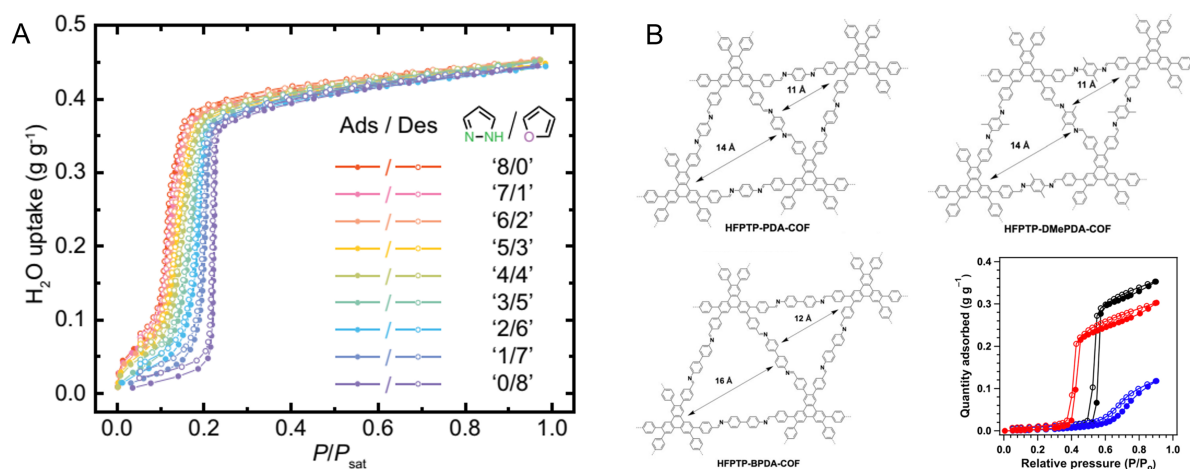 A
H₂O uptake (g g⁻¹)
0.5
0.4
0.3
0.2
0.1
0.0
0.0 0.2 0.4 0.6 0.8 1.0
P/Psat
Ads / Des N NH / O
/ '8/0'
/ '7/1'
/ '6/2'
/ '5/3'
/ '4/4'
/ '3/5'
/ '2/6'
/ '1/7'
/ '0/8'
B
11 Å
14 Å
HFPTP-PDA-COF
11 Å
14 Å
HFPTP-DMePDA-COF
12 Å
16 Å
HFPTP-BPDA-COF
Quantity adsorbed (g g⁻¹)
0.4
0.3
0.2
0.1
0.0
0.0 0.2 0.4 0.6 0.8 1.0
Relative pressure (P/P₀)